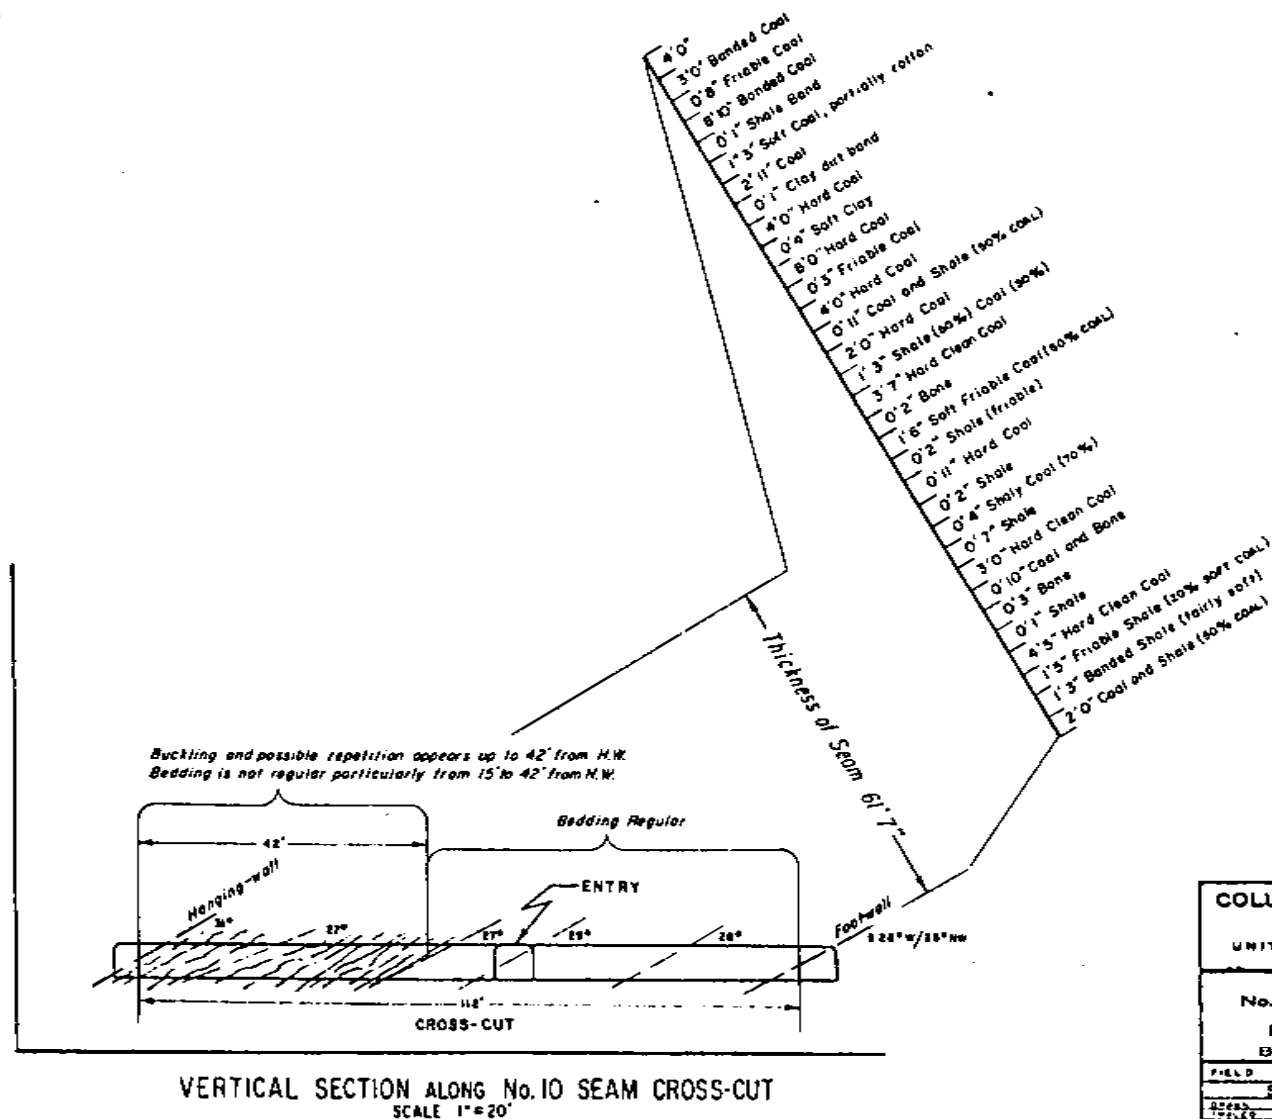 4'0"
3'0" Banded Coal
0'8" Friable Coal
8'10" Banded Coal
0'1" Shale Band
1'3" Soft Coal, partially rotten
2'11" Coal
0'1" Clay dirt band
4'0" Hard Coal
0'4" Soft Clay
8'0" Hard Coal
0'3" Friable Coal
4'0" Hard Coal
0'11" Coal and Shale (90% COAL)
2'0" Hard Coal
1'3" Shale (60%) Coal (30%)
3'7" Hard Clean Coal
0'2" Bone
1'6" Soft Friable Coal (90% COAL)
0'2" Shale (friable)
0'11" Hard Coal
0'2" Shale
0'4" Shaly Coal (70%)
0'7" Shale
3'0" Hard Clean Coal
0'10" Coal and Bone
0'3" Bone
0'1" Shale
4'5" Hard Clean Coal
1'5" Friable Shale (20% SOFT COAL)
1'3" Banded Shale (fairly soft)
2'0" Coal and Shale (50% COAL)
Thickness of Seam 61'7"
Buckling and possible repetition appears up to 42' from H.W.
Bedding is not regular particularly from 15' to 42' from H.W.
Bedding Regular
42'
Hanging-wall
ENTRY
Footwall
27°
27°
29°
28°
112'
CROSS-CUT
VERTICAL SECTION ALONG No. 10 SEAM CROSS-CUT
SCALE 1"=20'
COLU
UNIT
No.
B
FIELD